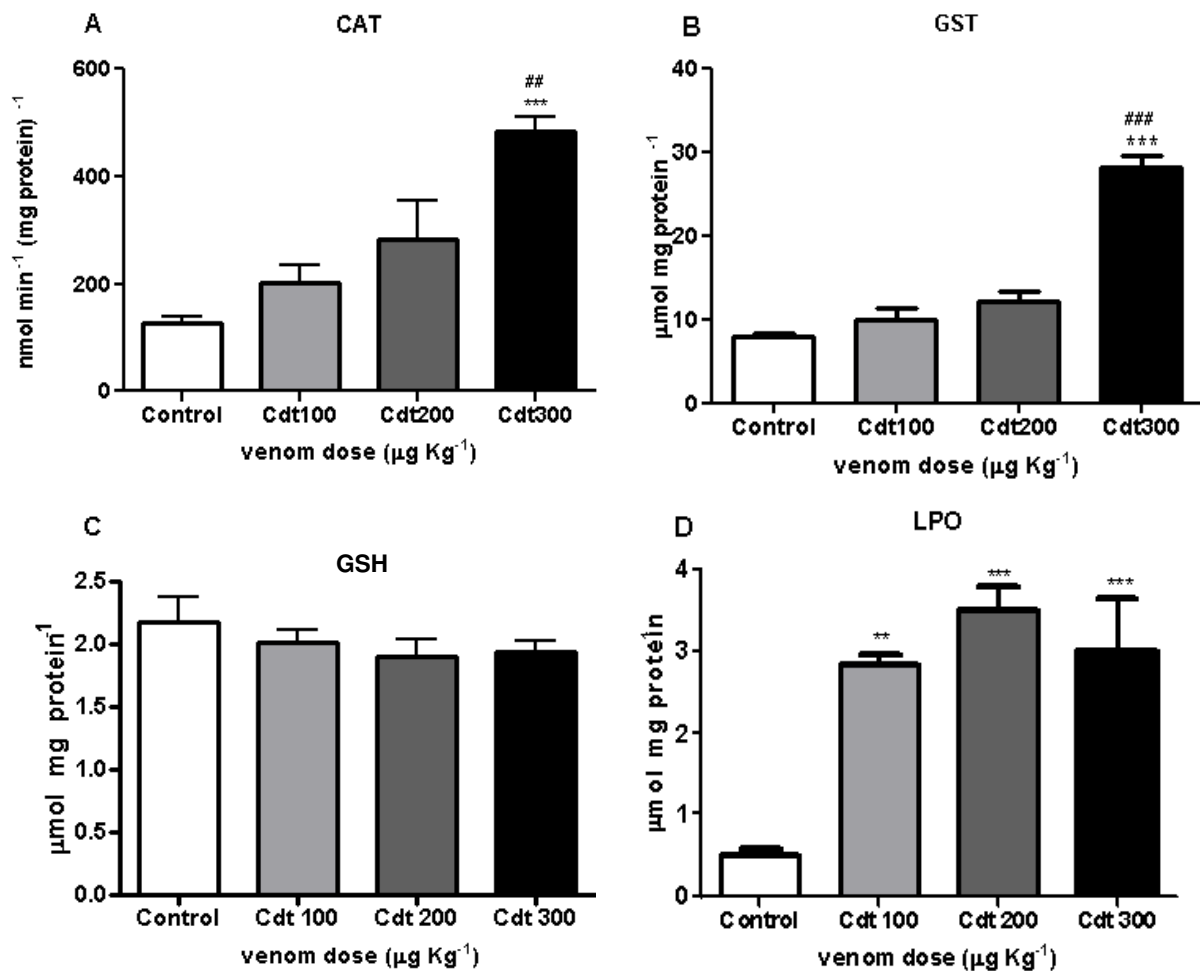 A
CAT
nmol min⁻¹ (mg protein) ⁻¹
600
400
200
0
##
***
Control Cdt100 Cdt200 Cdt300
venom dose (μg Kg⁻¹)
B
GST
μmol mg protein ⁻¹
40
30
20
10
0
###
***
Control Cdt100 Cdt200 Cdt300
venom dose (μg Kg⁻¹)
C
GSH
μmol mg protein⁻¹
2.5
2.0
1.5
1.0
0.5
0.0
Control Cdt 100 Cdt 200 Cdt 300
venom dose (μg Kg⁻¹)
D
LPO
μmol mg protein
4
3
2
1
0
**
***
***
Control Cdt 100 Cdt 200 Cdt 300
venom dose (μg Kg⁻¹)